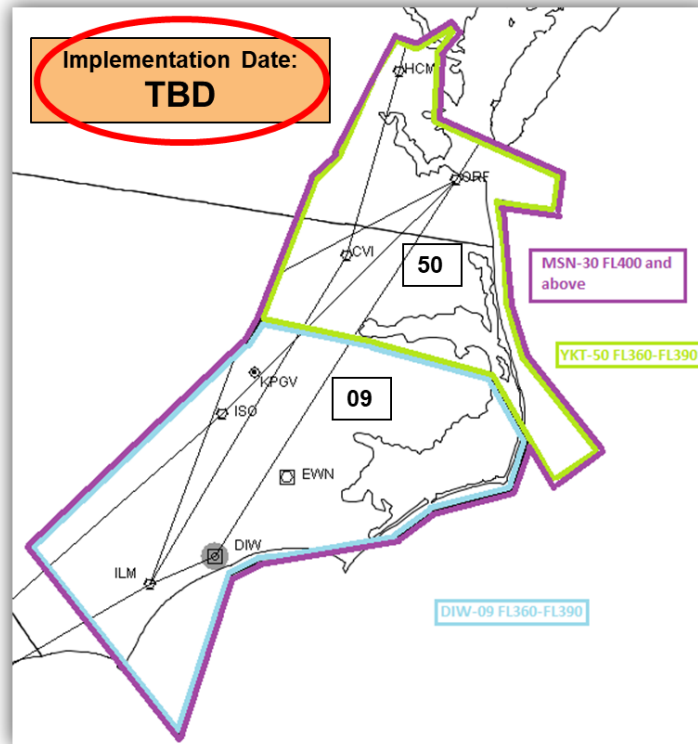 Implementation Date:
TBD
HCM
ORF
CVI
50
MSN-30 FL400 and
above
YKT-50 FL360-FL390
KPGV
09
ISO
EWN
DIW
ILM
DIW-09 FL360-FL390